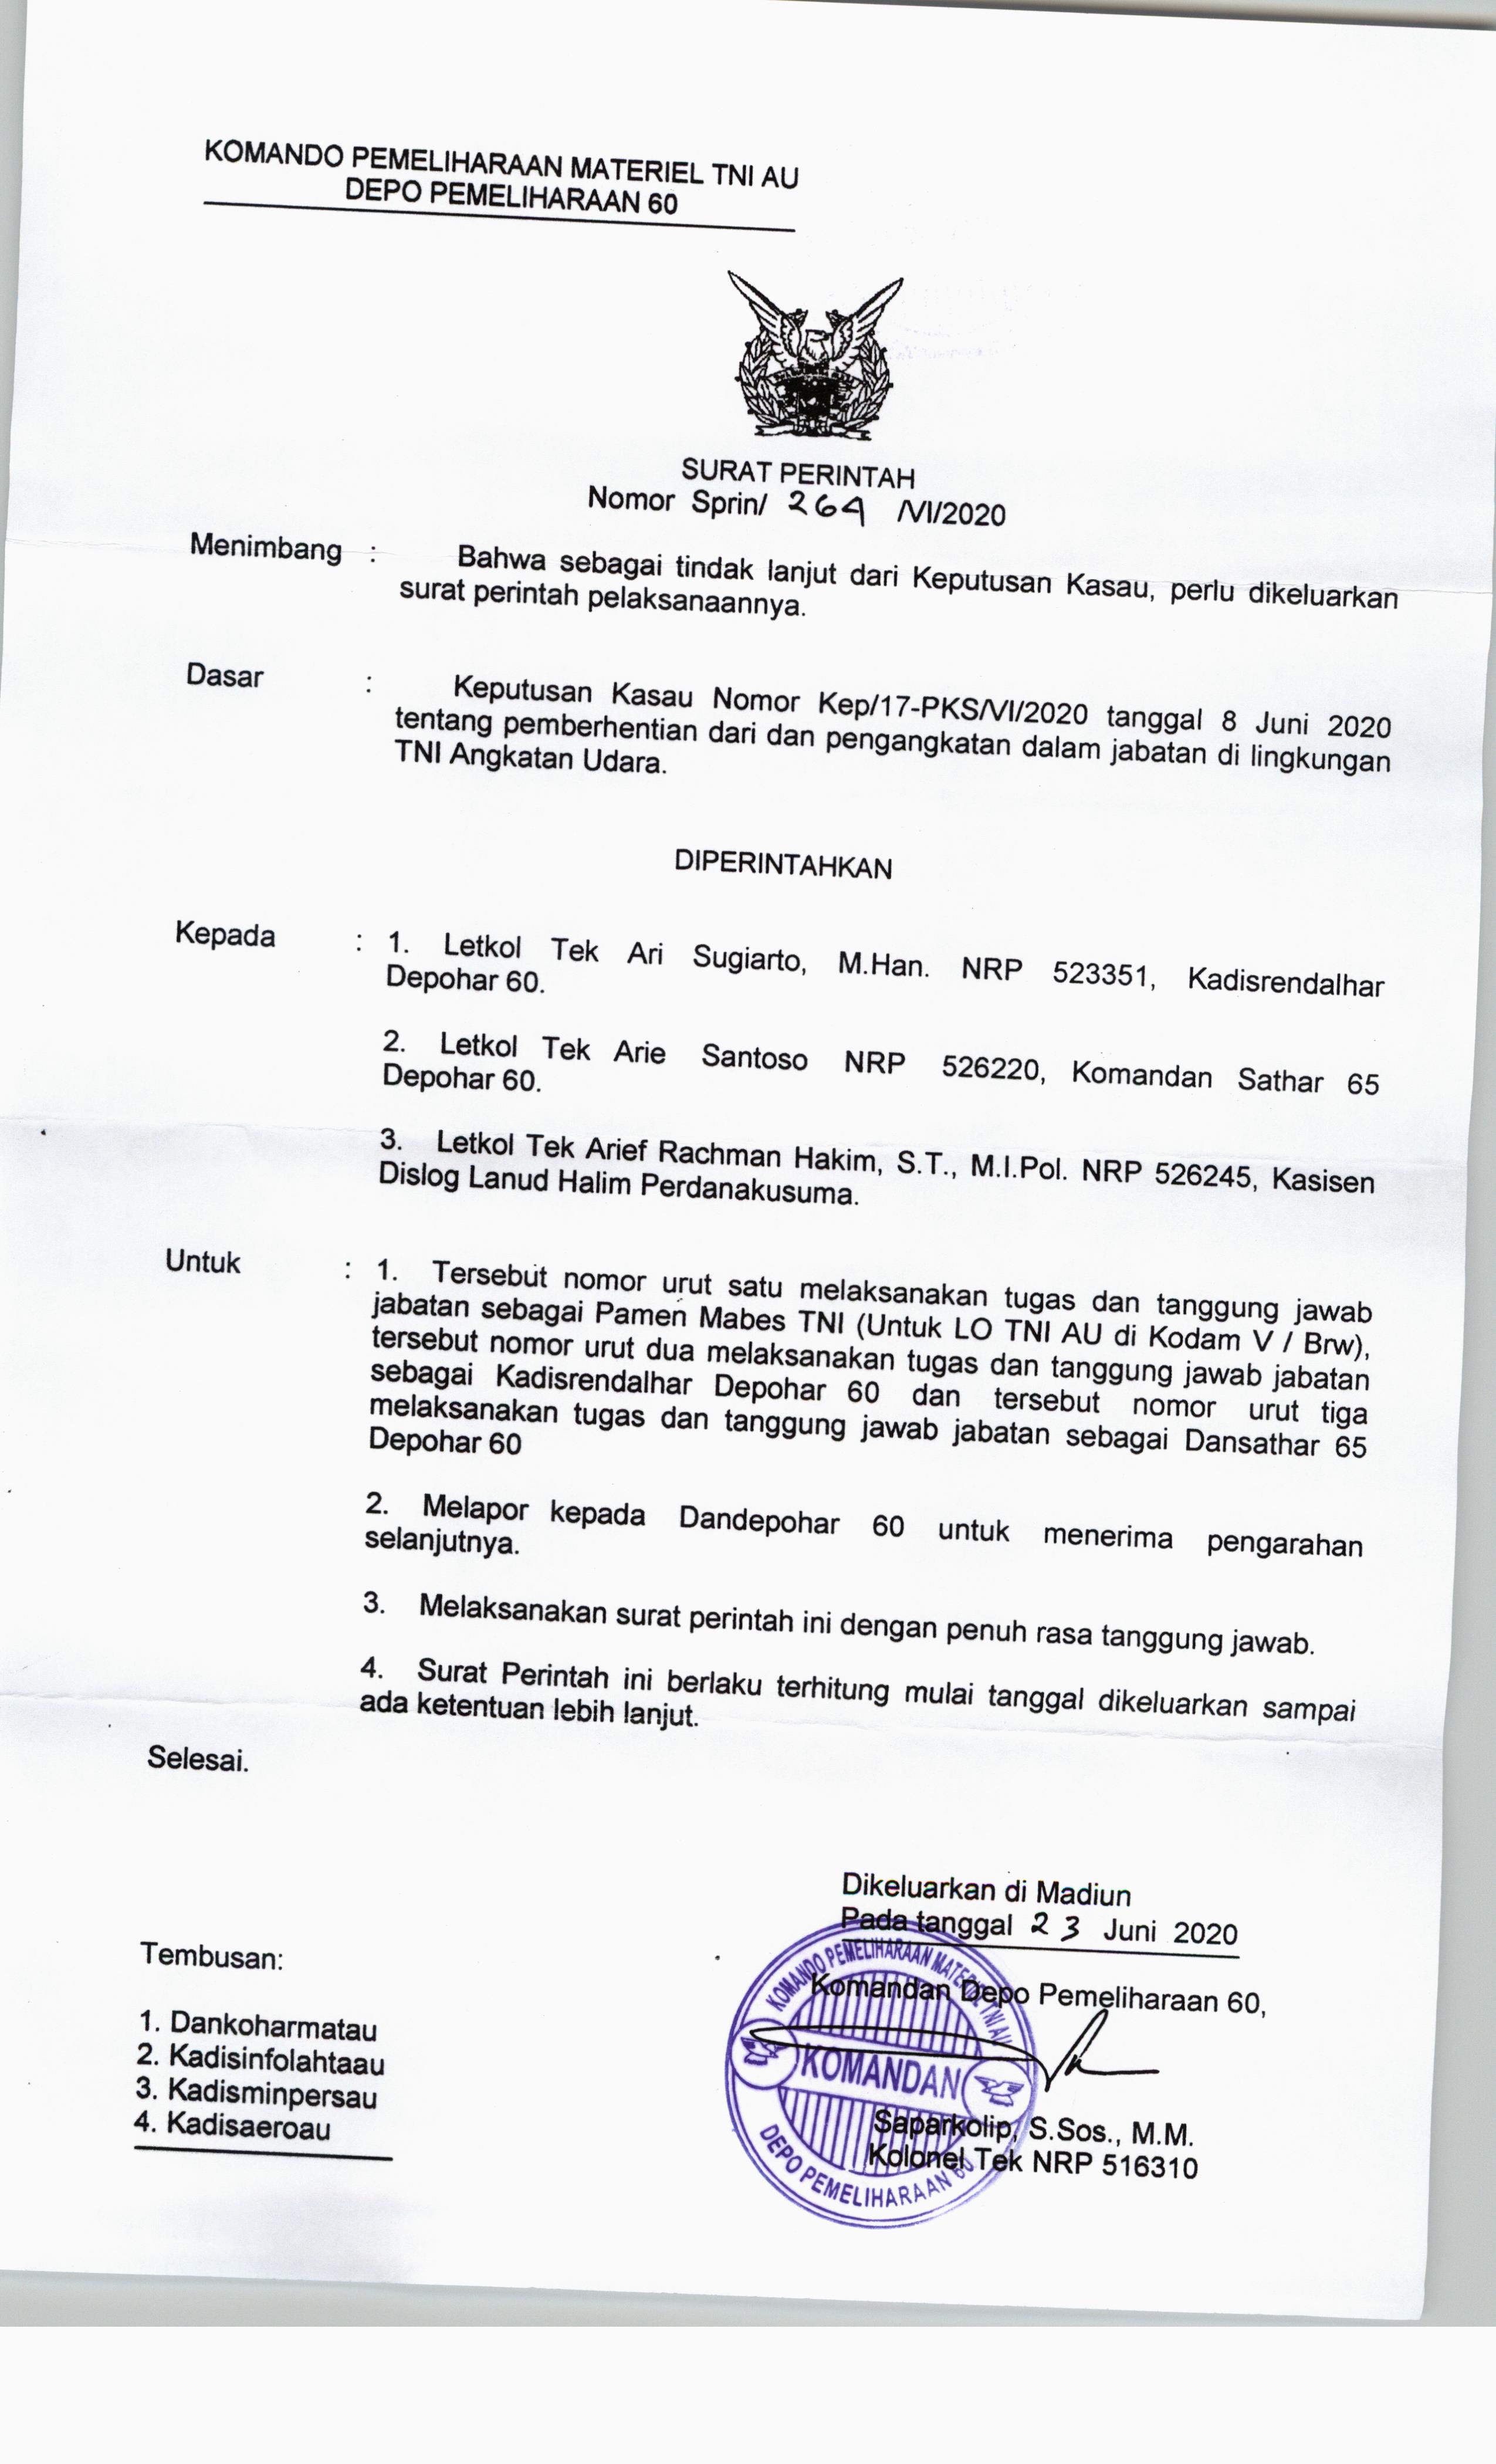 KOMANDO PEMELIHARAAN MATERIEL TNI AU
DEPO PEMELIHARAAN 60
SURAT PERINTAH
Nomor Sprin/ 264 /VI/2020
Menimbang : Bahwa sebagai tindak lanjut dari Keputusan Kasau, perlu dikeluarkan
surat perintah pelaksanaannya.
Dasar : Keputusan Kasau Nomor Kep/17-PKS/VI/2020 tanggal 8 Juni 2020
tentang pemberhentian dari dan pengangkatan dalam jabatan di lingkungan
TNI Angkatan Udara.
DIPERINTAHKAN
Kepada : 1. Letkol Tek Ari Sugiarto, M.Han. NRP 523351, Kadisrendalhar
Depohar 60.
2. Letkol Tek Arie Santoso NRP 526220, Komandan Sathar 65
Depohar 60.
3. Letkol Tek Arief Rachman Hakim, S.T., M.I.Pol. NRP 526245, Kasisen
Dislog Lanud Halim Perdanakusuma.
Untuk : 1. Tersebut nomor urut satu melaksanakan tugas dan tanggung jawab
jabatan sebagai Pamen Mabes TNI (Untuk LO TNI AU di Kodam V / Brw),
tersebut nomor urut dua melaksanakan tugas dan tanggung jawab jabatan
sebagai Kadisrendalhar Depohar 60 dan tersebut nomor urut tiga
melaksanakan tugas dan tanggung jawab jabatan sebagai Dansathar 65
Depohar 60
2. Melapor kepada Dandepohar 60 untuk menerima pengarahan
selanjutnya.
3. Melaksanakan surat perintah ini dengan penuh rasa tanggung jawab.
4. Surat Perintah ini berlaku terhitung mulai tanggal dikeluarkan sampai
ada ketentuan lebih lanjut.
Selesai.
Dikeluarkan di Madiun
Pada tanggal 23 Juni 2020
Komandan Depo Pemeliharaan 60,
KOMANDO PEMELIHARAAN MATERIEL TNI AU
KOMANDAN
DEPO PEMELIHARAAN 60
Saparkolip, S.Sos., M.M.
Kolonel Tek NRP 516310
Tembusan:
1. Dankoharmatau
2. Kadisinfolahtaau
3. Kadisminpersau
4. Kadisaeroau